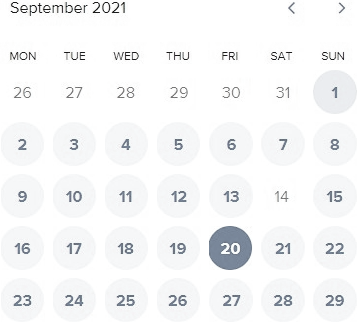 September 2021 < >
MON TUE WED THU FRI SAT SUN
26 27 28 29 30 31 1
2 3 4 5 6 7 8
9 10 11 12 13 14 15
16 17 18 19 20 21 22
23 24 25 26 27 28 29